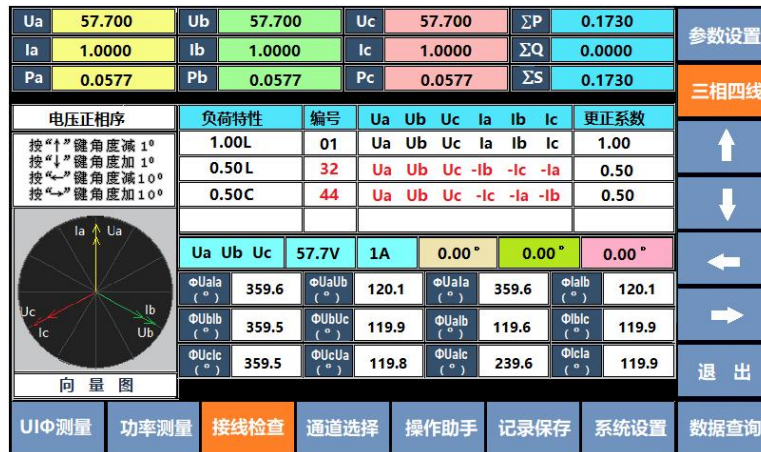 Ua 57.700 Ub 57.700 Uc 57.700 ΣP 0.1730 参数设置
Ia 1.0000 Ib 1.0000 Ic 1.0000 ΣQ 0.0000
Pa 0.0577 Pb 0.0577 Pc 0.0577 ΣS 0.1730 三相四线
电压正相序 负荷特性 编号 Ua Ub Uc Ia Ib Ic 更正系数
按“↑”键角度减 1º
按“↓”键角度加 1º
按“←”键角度减10º
按“→”键角度加10º
1.00L 01 Ua Ub Uc Ia Ib Ic 1.00
0.50L 32 Ua Ub Uc -Ib -Ic -Ia 0.50
0.50C 44 Ua Ub Uc -Ic -Ia -Ib 0.50
Ia Ua
Uc Ib
Ic Ub
向 量 图
Ua Ub Uc 57.7V 1A 0.00° 0.00° 0.00°
ΦUaIa (º) 359.6 ΦUaUb (º) 120.1 ΦUaIa (º) 359.6 ΦIaIb (º) 120.1
ΦUbIb (º) 359.5 ΦUbUc (º) 119.9 ΦUaIb (º) 119.6 ΦIbIc (º) 119.9
ΦUcIc (º) 359.5 ΦUcUa (º) 119.8 ΦUaIc (º) 239.6 ΦIcIa (º) 119.9
退 出
UIΦ测量 功率测量 接线检查 通道选择 操作助手 记录保存 系统设置 数据查询